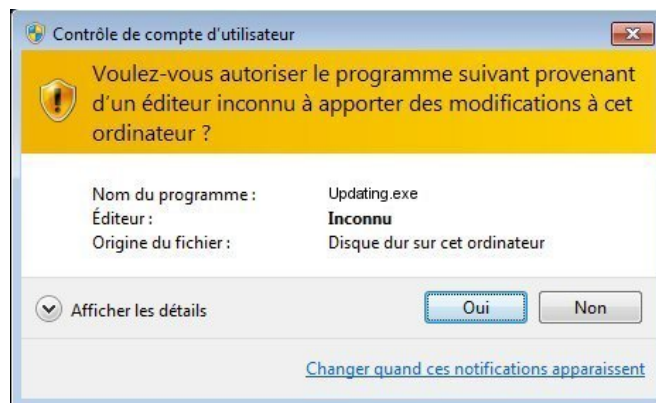 Contrôle de compte d'utilisateur
Voulez-vous autoriser le programme suivant provenant
d'un éditeur inconnu à apporter des modifications à cet
ordinateur ?
Nom du programme : Updating.exe
Éditeur : Inconnu
Origine du fichier : Disque dur sur cet ordinateur
Afficher les détails Oui Non
Changer quand ces notifications apparaissent